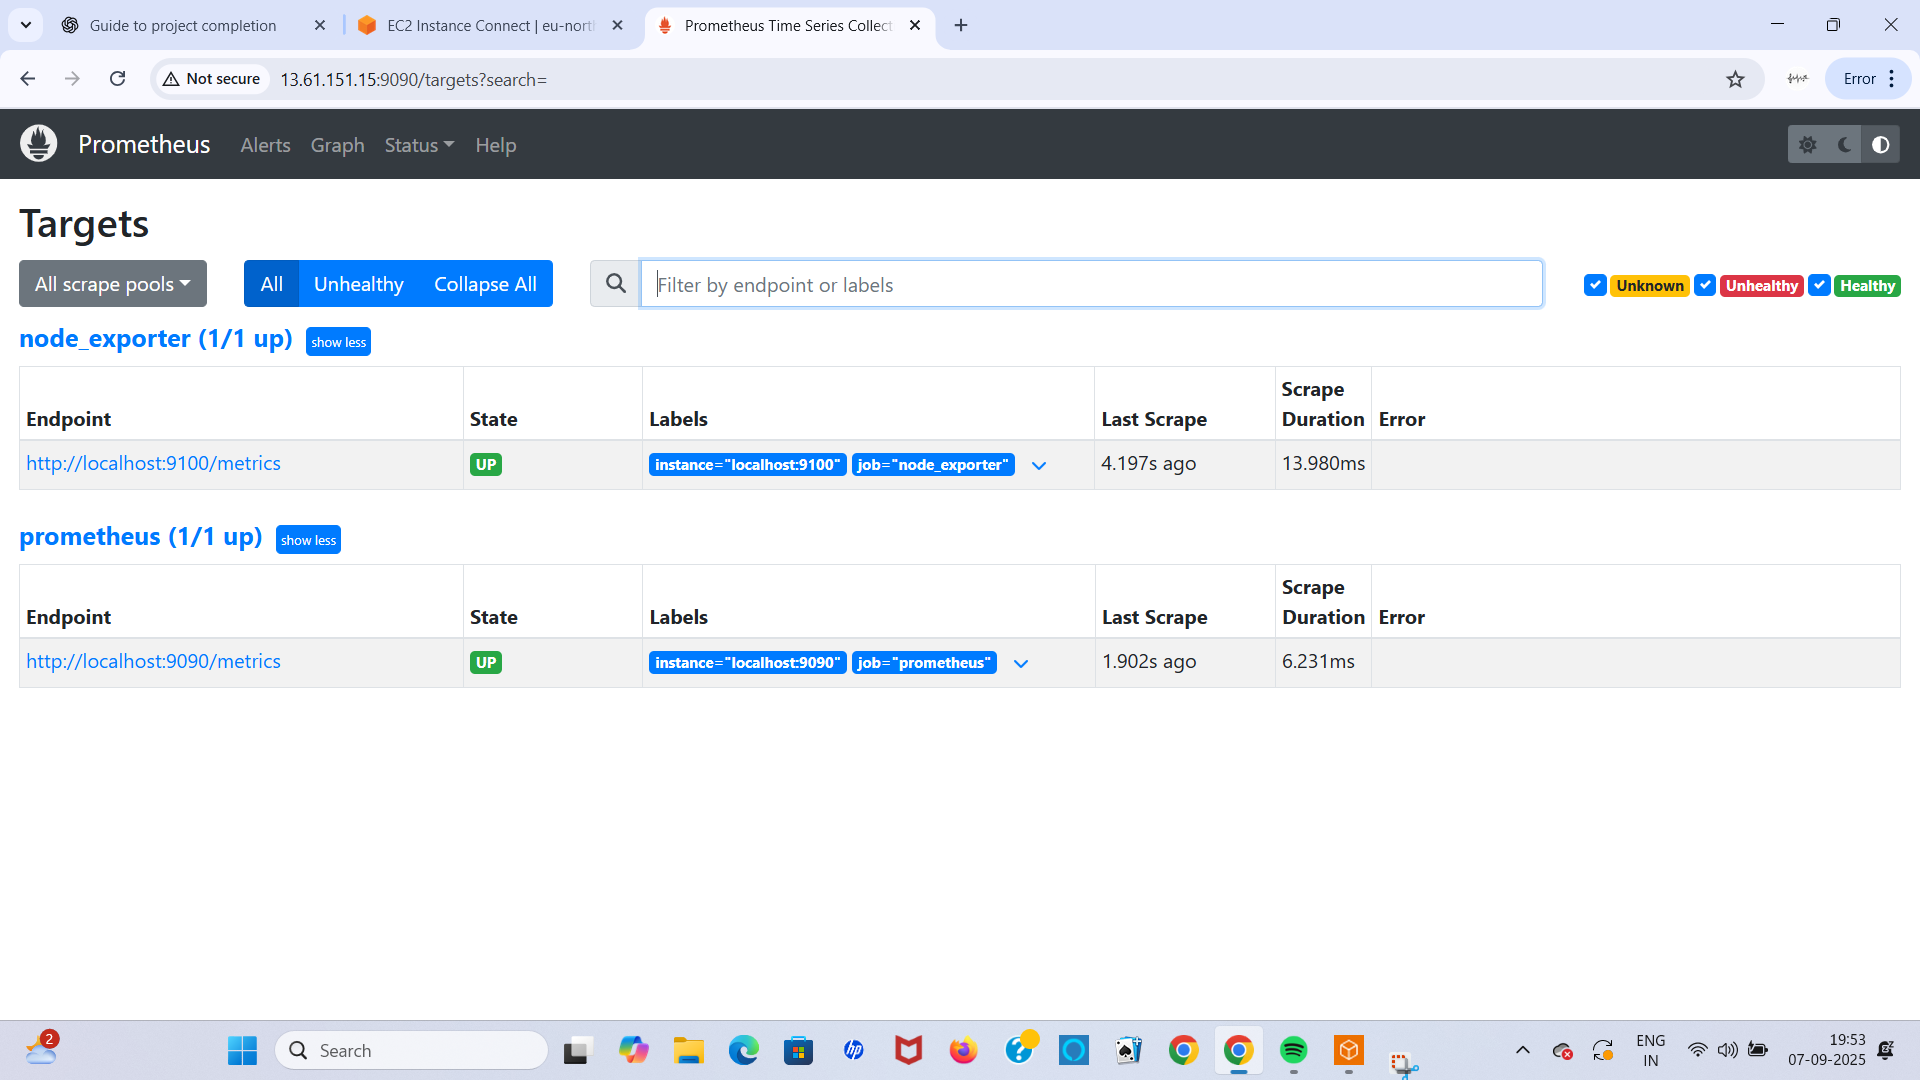 Guide to project completion
EC2 Instance Connect | eu-nort
Prometheus Time Series Collect
Not secure
13.61.151.15:9090/targets?search=
Error
Prometheus
Alerts
Graph
Status
Help
Targets
All scrape pools
All
Unhealthy
Collapse All
Filter by endpoint or labels
Unknown
Unhealthy
Healthy
node_exporter (1/1 up)
show less
Endpoint
State
Labels
Last Scrape
Scrape
Duration
Error
http://localhost:9100/metrics
UP
instance="localhost:9100"
job="node_exporter"
4.197s ago
13.980ms
prometheus (1/1 up)
show less
Endpoint
State
Labels
Last Scrape
Scrape
Duration
Error
http://localhost:9090/metrics
UP
instance="localhost:9090"
job="prometheus"
1.902s ago
6.231ms
2
Search
hp
ENG
IN
19:53
07-09-2025